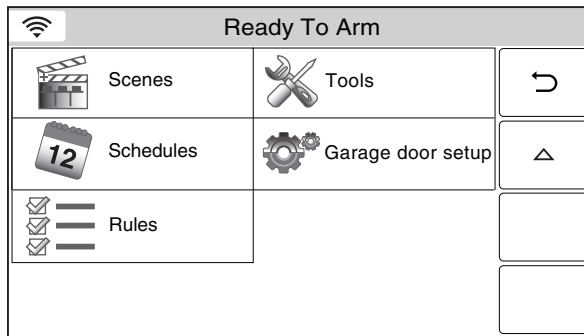 Ready To Arm
Scenes
Tools
Schedules
12
Garage door setup
Rules